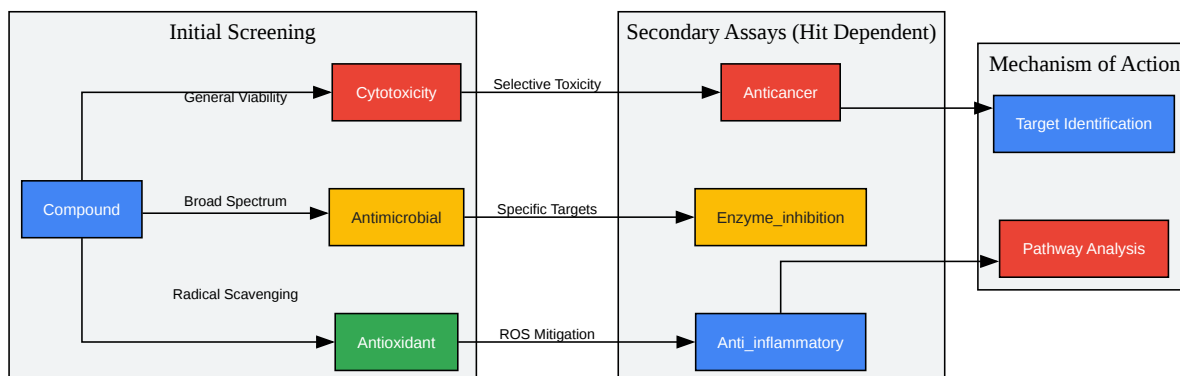 Initial Screening
Secondary Assays (Hit Dependent)
Mechanism of Action
General Viability
Cytotoxicity
Selective Toxicity
Anticancer
Target Identification
Compound
Broad Spectrum
Antimicrobial
Specific Targets
Enzyme_inhibition
Pathway Analysis
Radical Scavenging
Antioxidant
ROS Mitigation
Anti_inflammatory